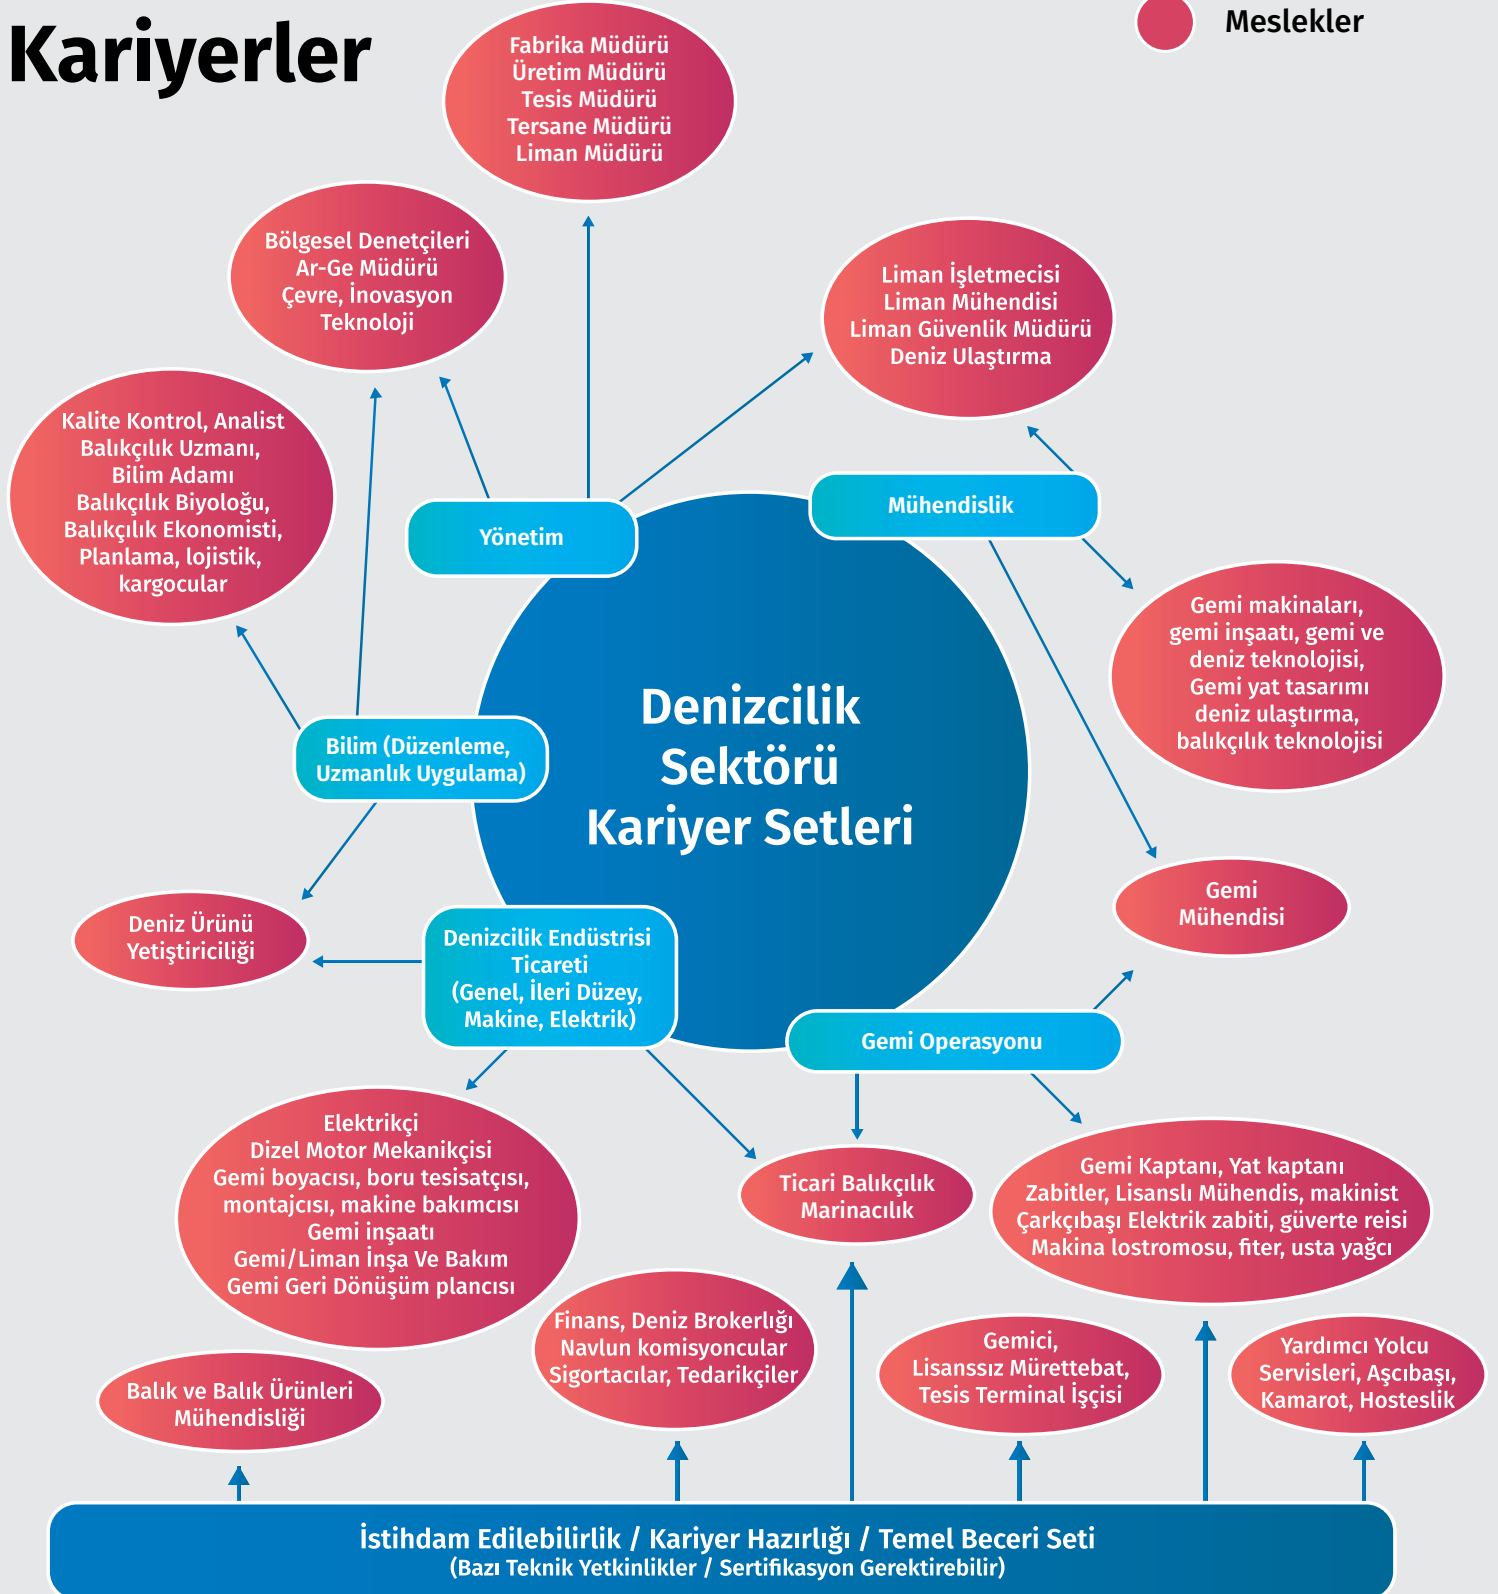 Kariyerler
Meslekler
Fabrika Müdürü
Üretim Müdürü
Tesis Müdürü
Tersane Müdürü
Liman Müdürü
Bölgesel Denetçileri
Ar-Ge Müdürü
Çevre, İnovasyon
Teknoloji
Liman İşletmecisi
Liman Mühendisi
Liman Güvenlik Müdürü
Deniz Ulaştırma
Kalite Kontrol, Analist
Balıkçılık Uzmanı,
Bilim Adamı
Balıkçılık Biyoloğu,
Balıkçılık Ekonomisti,
Planlama, lojistik,
kargocular
Yönetim
Mühendislik
Gemi makinaları,
gemi inşaatı, gemi ve
deniz teknolojisi,
Gemi yat tasarımı
deniz ulaştırma,
balıkçılık teknolojisi
Denizcilik
Sektörü
Kariyer Setleri
Bilim (Düzenleme,
Uzmanlık Uygulama)
Gemi
Mühendisi
Deniz Ürünü
Yetiştiriciliği
Denizcilik Endüstrisi
Ticareti
(Genel, İleri Düzey,
Makine, Elektrik)
Gemi Operasyonu
Elektrikçi
Dizel Motor Mekanikçisi
Gemi boyacısı, boru tesisatçısı,
montajcısı, makine bakımcısı
Gemi inşaatı
Gemi/Liman İnşa Ve Bakım
Gemi Geri Dönüşüm plancısı
Ticari Balıkçılık
Marinacılık
Gemi Kaptanı, Yat kaptanı
Zabitler, Lisanslı Mühendis, makinist
Çarkçıbaşı Elektrik zabiti, güverte reisi
Makina lostromosu, fiter, usta yağcı
Balık ve Balık Ürünleri
Mühendisliği
Finans, Deniz Brokerlığı
Navlun komisyoncular
Sigortacılar, Tedarikçiler
Gemici,
Lisanssız Mürettebat,
Tesis Terminal İşçisi
Yardımcı Yolcu
Servisleri, Aşcıbaşı,
Kamarot, Hosteslik
İstihdam Edilebilirlik / Kariyer Hazırlığı / Temel Beceri Seti
(Bazı Teknik Yetkinlikler / Sertifikasyon Gerektirebilir)